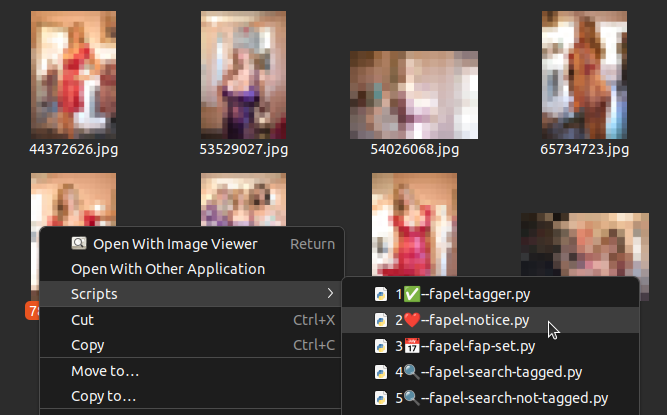 44372626.jpg
53529027.jpg
54026068.jpg
65734723.jpg
Open With Image Viewer Return
Open With Other Application
Scripts
Cut Ctrl+X
Copy Ctrl+C
Move to…
Copy to…
1✅--fapel-tagger.py
2❤️--fapel-notice.py
3📅--fapel-fap-set.py
4🔍--fapel-search-tagged.py
5🔍--fapel-search-not-tagged.py